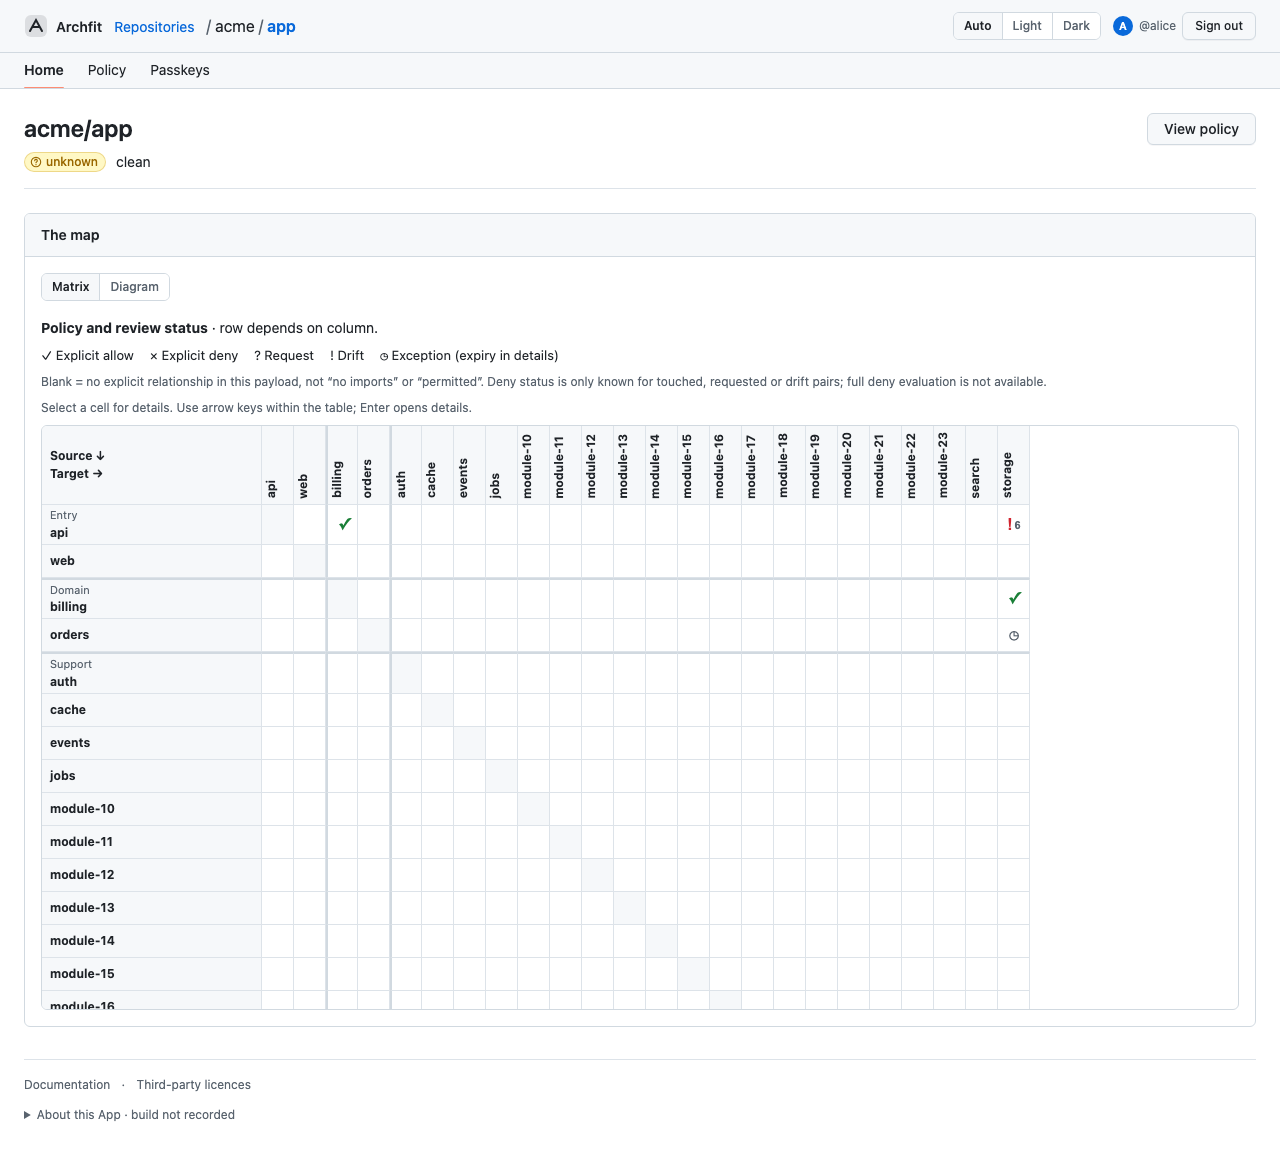 Archfit Repositories / acme / app Auto Light Dark A @alice Sign out
Home Policy Passkeys
acme/app
View policy
unknown clean
The map
Matrix Diagram
Policy and review status · row depends on column.
✓ Explicit allow × Explicit deny ? Request ! Drift ◷ Exception (expiry in details)
Blank = no explicit relationship in this payload, not “no imports” or “permitted”. Deny status is only known for touched, requested or drift pairs; full deny evaluation is not available.
Select a cell for details. Use arrow keys within the table; Enter opens details.
Source ↓
Target →
api web billing orders auth cache events jobs module-10 module-11 module-12 module-13 module-14 module-15 module-16 module-17 module-18 module-19 module-20 module-21 module-22 module-23 search storage
Entry
api ✓ ! 6
web
Domain
billing ✓
orders ◷
Support
auth
cache
events
jobs
module-10
module-11
module-12
module-13
module-14
module-15
module-16
Documentation · Third-party licences
▶ About this App · build not recorded